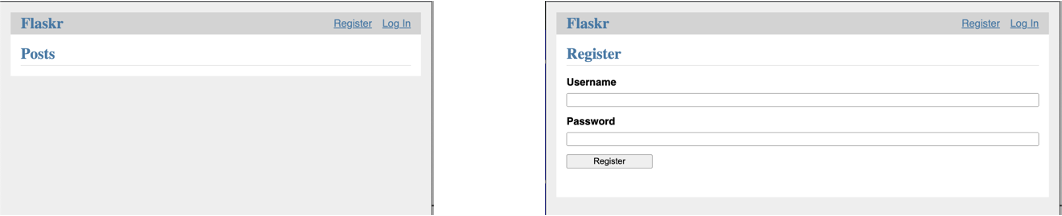 Flaskr Register Log In
Posts
Flaskr Register Log In
Register
Username
Password
Register